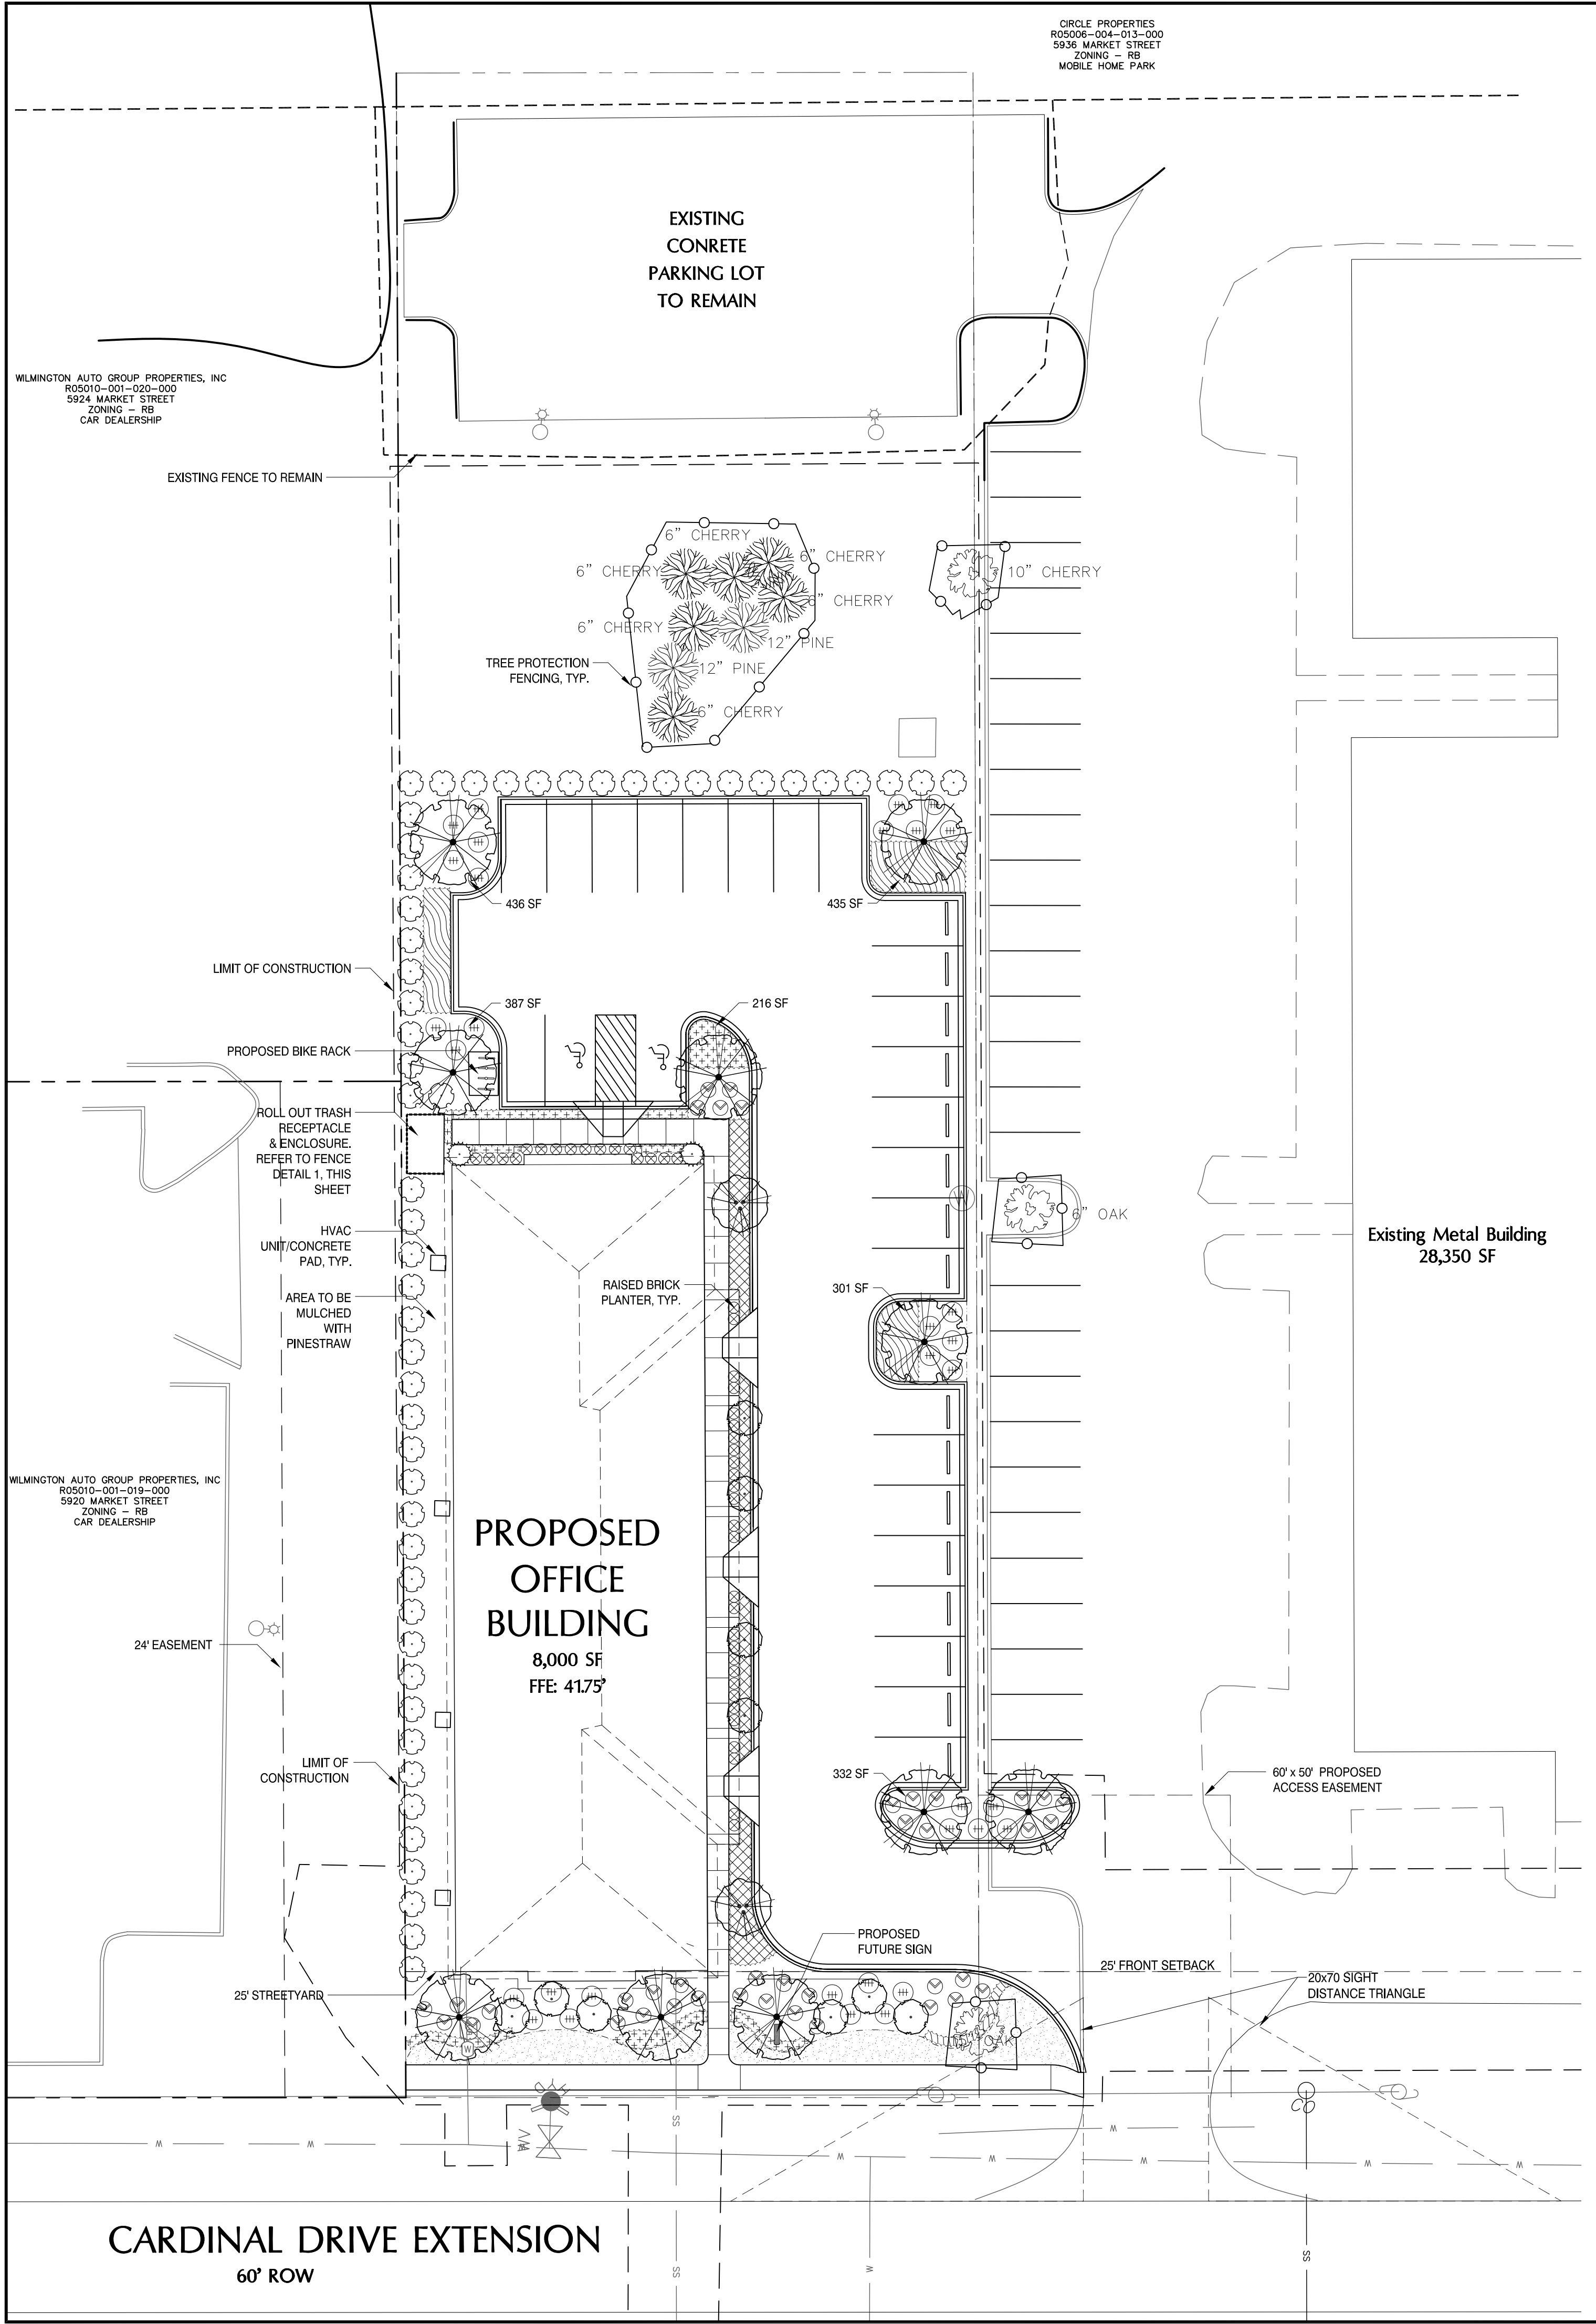 CIRCLE PROPERTIES
R05006-004-013-000
5936 MARKET STREET
ZONING - RB
MOBILE HOME PARK
EXISTING
CONRETE
PARKING LOT
TO REMAIN
WILMINGTON AUTO GROUP PROPERTIES, INC
R05010-001-020-000
5924 MARKET STREET
ZONING - RB
CAR DEALERSHIP
EXISTING FENCE TO REMAIN
6" CHERRY
6" CHERRY
6" CHERRY
10" CHERRY
6" CHERRY
6" CHERRY
12" PINE
TREE PROTECTION
FENCING, TYP.
12" PINE
6" CHERRY
436 SF
435 SF
LIMIT OF CONSTRUCTION
387 SF
216 SF
PROPOSED BIKE RACK
ROLL OUT TRASH
RECEPTACLE
& ENCLOSURE.
REFER TO FENCE
DETAIL 1, THIS
SHEET
W
6" OAK
HVAC
UNIT/CONCRETE
PAD, TYP.
Existing Metal Building
28,350 SF
RAISED BRICK
PLANTER, TYP.
301 SF
AREA TO BE
MULCHED
WITH
PINESTRAW
WILMINGTON AUTO GROUP PROPERTIES, INC
R05010-001-019-000
5920 MARKET STREET
ZONING - RB
CAR DEALERSHIP
PROPOSED
OFFICE
BUILDING
8,000 SF
FFE: 41.75'
24' EASEMENT
LIMIT OF
CONSTRUCTION
332 SF
60' x 50' PROPOSED
ACCESS EASEMENT
PROPOSED
FUTURE SIGN
25' FRONT SETBACK
25' STREETYARD
20x70 SIGHT
DISTANCE TRIANGLE
W
OAK
CO
SS
WV
W
W
W
W
W
W
W
W
CARDINAL DRIVE EXTENSION
60' ROW
SS
W
SS